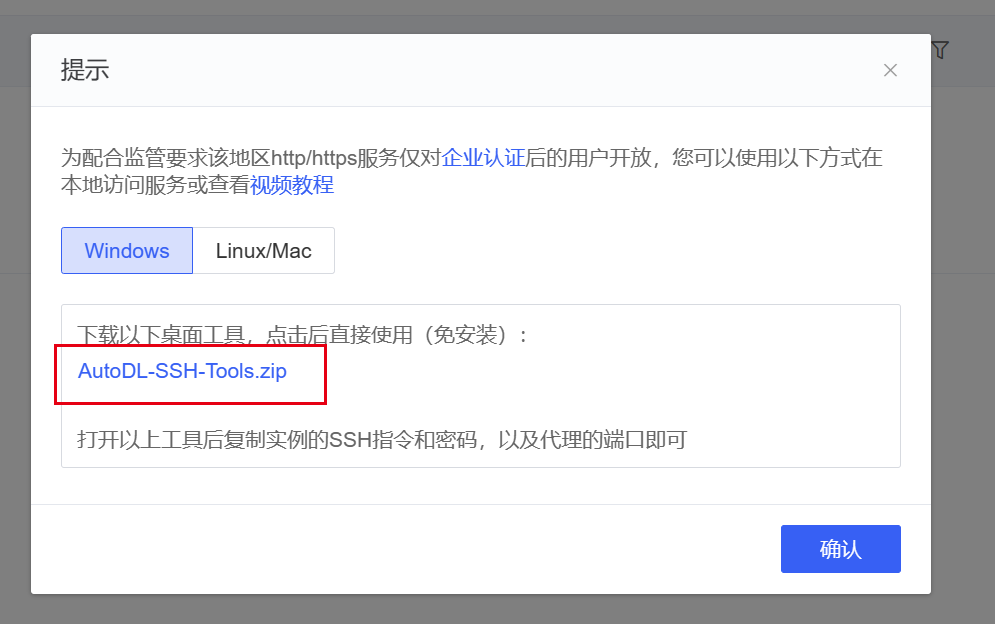 提示
为配合监管要求该地区http/https服务仅对企业认证后的用户开放，您可以使用以下方式在
本地访问服务或查看视频教程
Windows Linux/Mac
下载以下桌面工具，点击后直接使用（免安装）：
AutoDL-SSH-Tools.zip
打开以上工具后复制实例的SSH指令和密码，以及代理的端口即可
确认